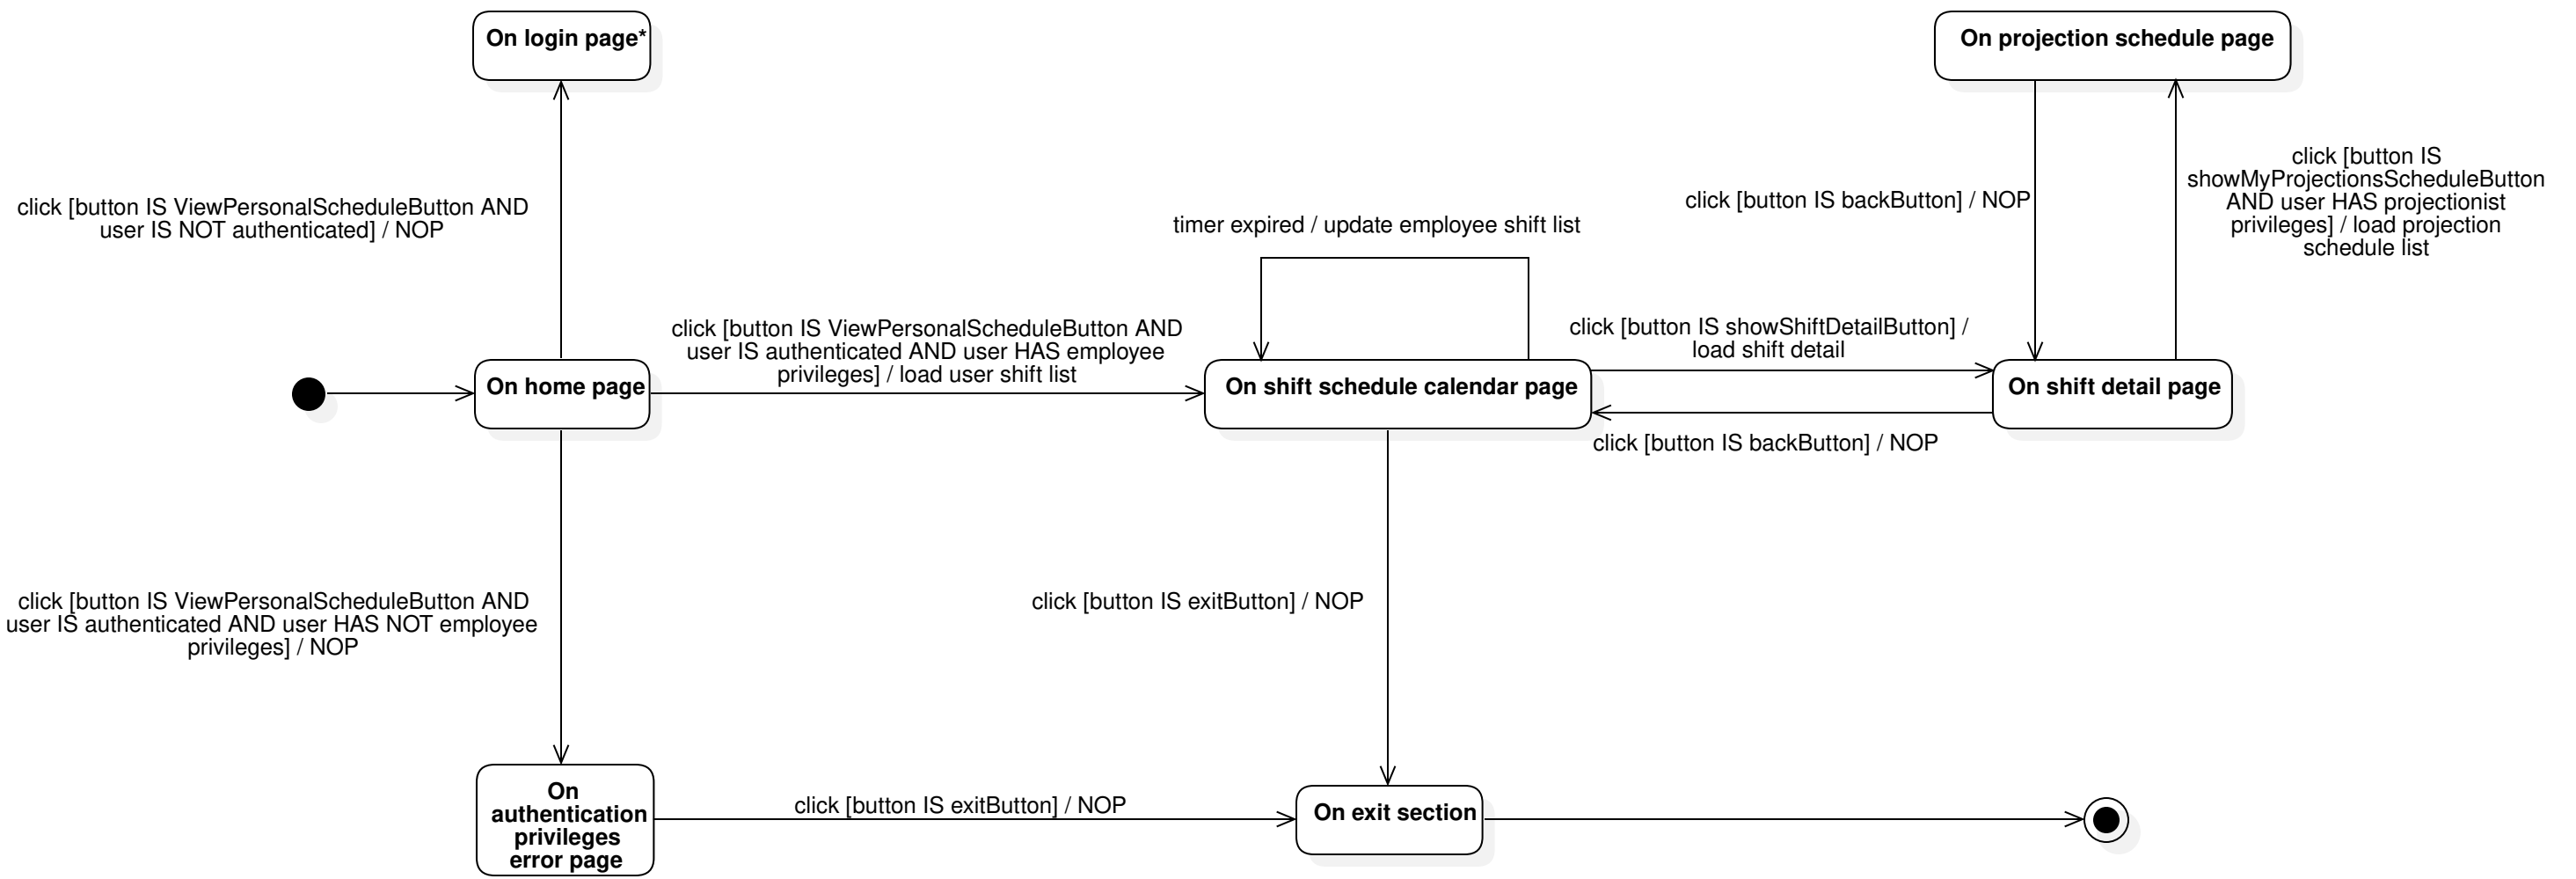 On login page*
On projection schedule page
click [button IS ViewPersonalScheduleButton AND
user IS NOT authenticated] / NOP
click [button IS backButton] / NOP
click [button IS
showMyProjectionsScheduleButton
AND user HAS projectionist
privileges] / load projection
schedule list
timer expired / update employee shift list
click [button IS ViewPersonalScheduleButton AND
user IS authenticated AND user HAS employee
privileges] / load user shift list
click [button IS showShiftDetailButton] /
load shift detail
On home page
On shift schedule calendar page
On shift detail page
click [button IS backButton] / NOP
click [button IS ViewPersonalScheduleButton AND
user IS authenticated AND user HAS NOT employee
privileges] / NOP
click [button IS exitButton] / NOP
On
authentication
privileges
error page
click [button IS exitButton] / NOP
On exit section